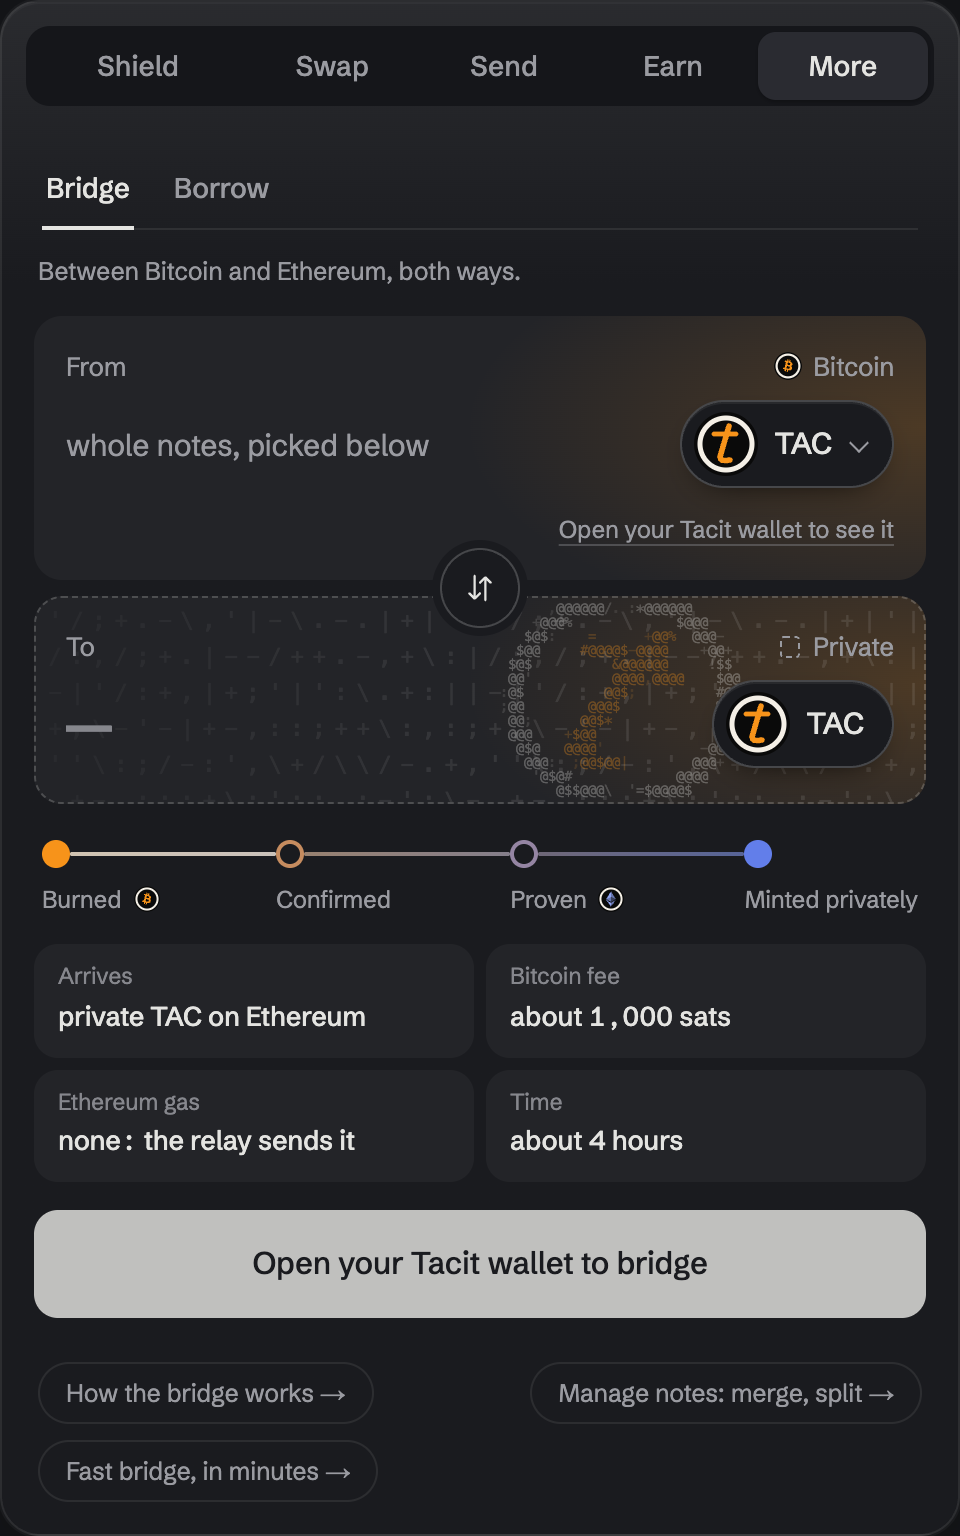 Shield Swap Send Earn More
Bridge Borrow
Between Bitcoin and Ethereum, both ways.
From Bitcoin
whole notes, picked below TAC
Open your Tacit wallet to see it
To Private
TAC
Burned Confirmed Proven Minted privately
Arrives
private TAC on Ethereum
Bitcoin fee
about 1,000 sats
Ethereum gas
none: the relay sends it
Time
about 4 hours
Open your Tacit wallet to bridge
How the bridge works →
Manage notes: merge, split →
Fast bridge, in minutes →